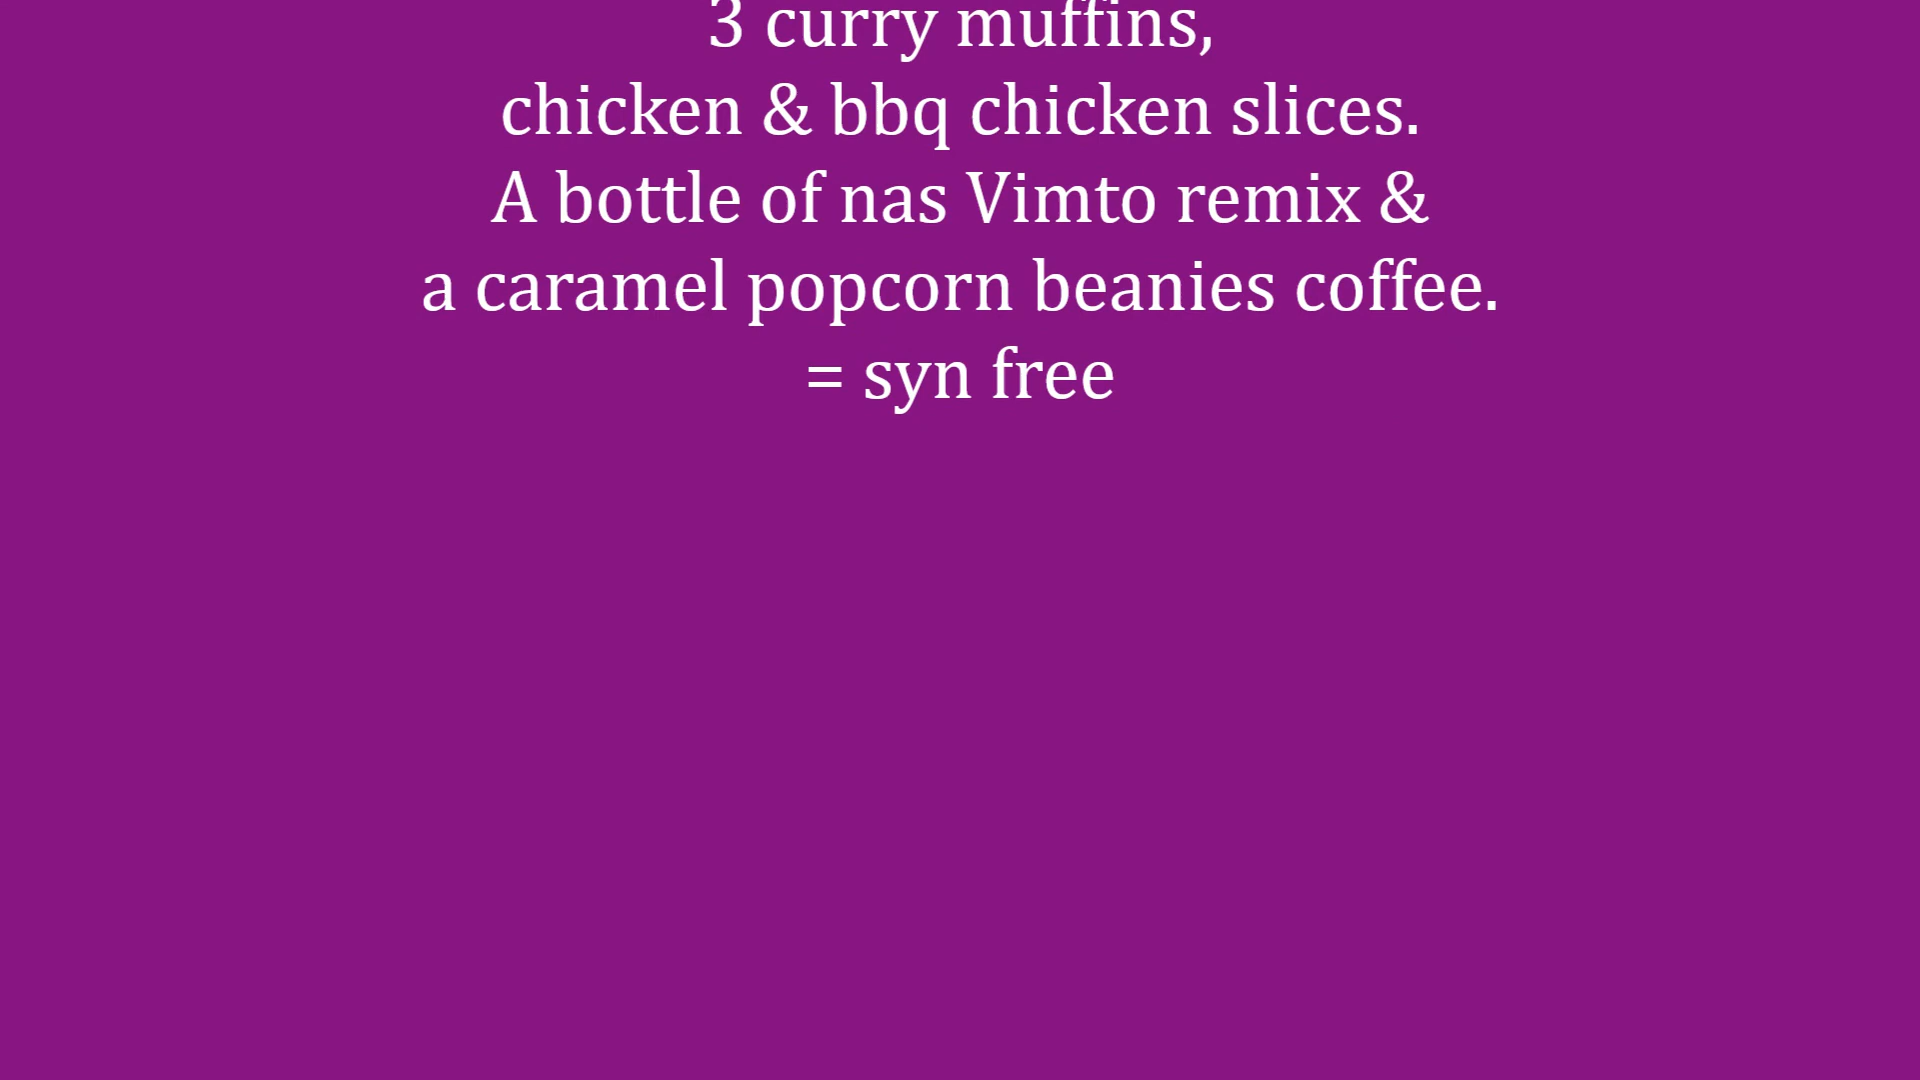 3 curry muffins,
chicken & bbq chicken slices.
A bottle of nas Vimto remix &
a caramel popcorn beanies coffee.
= syn free